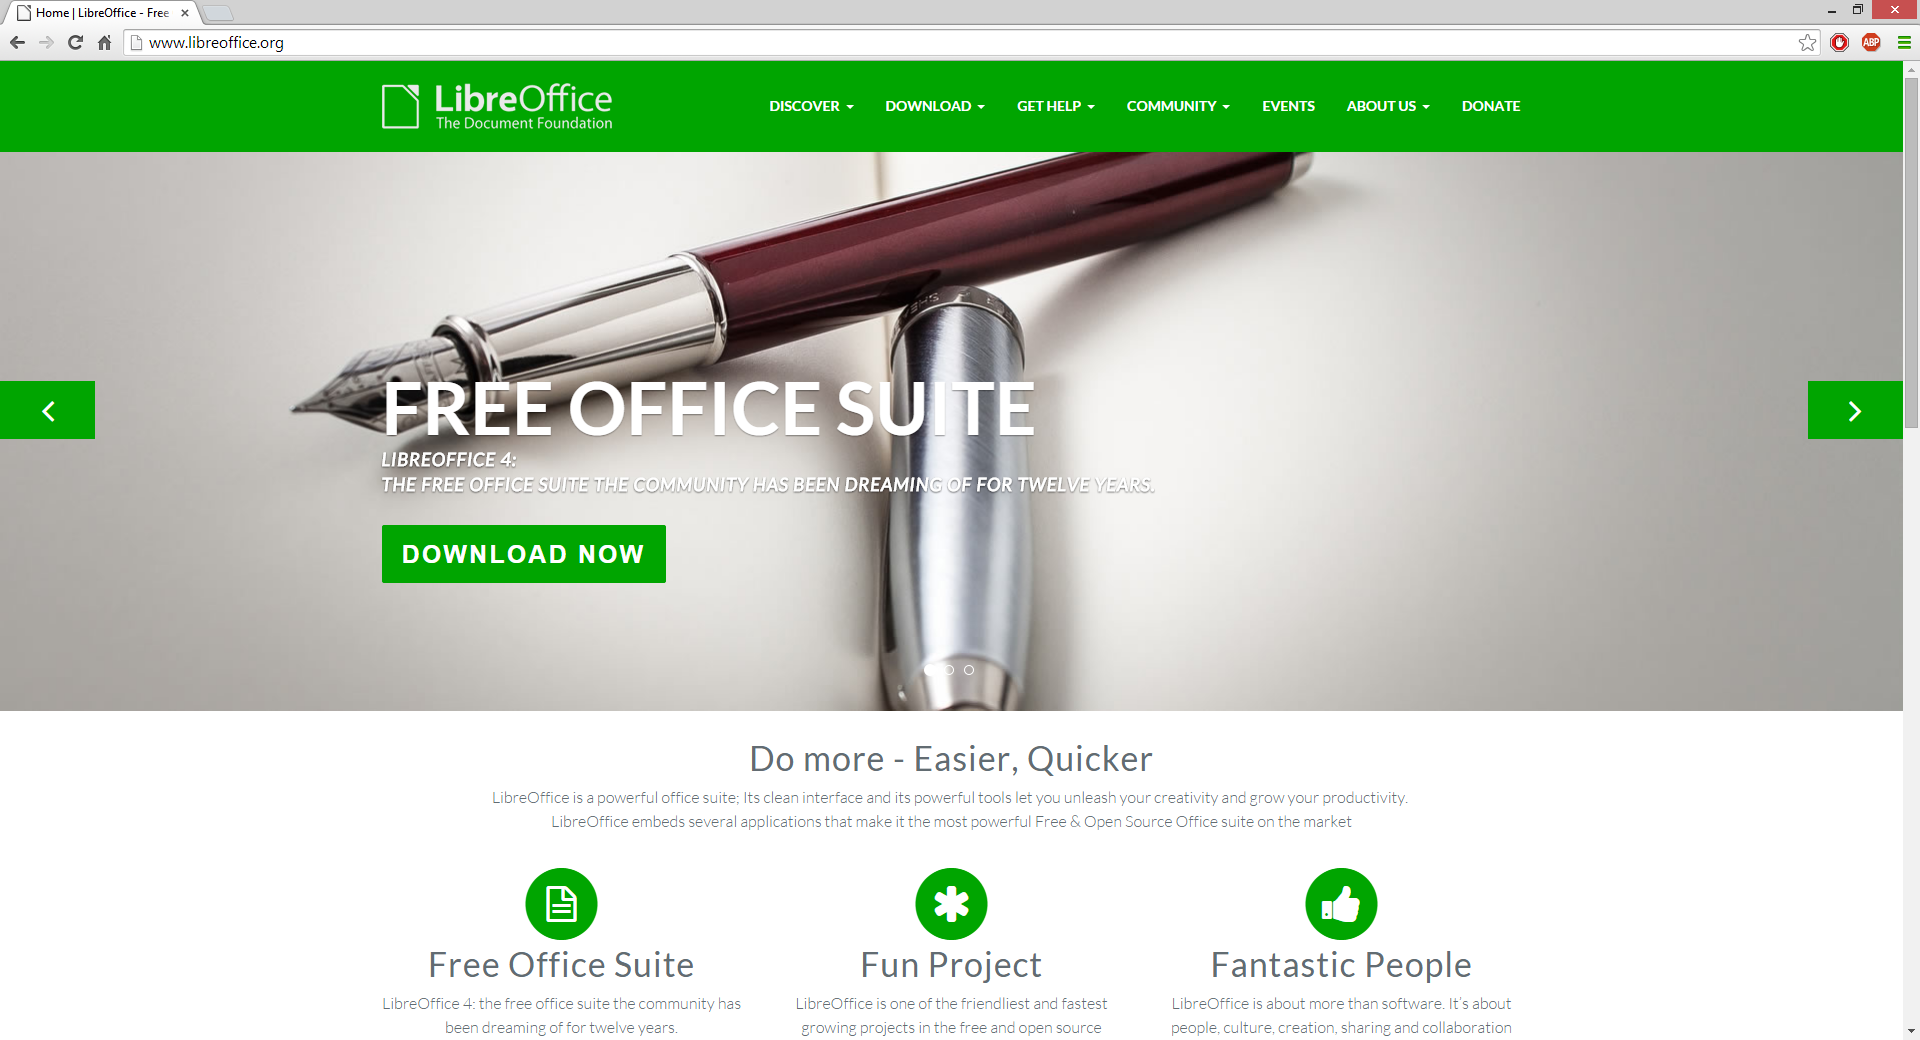 Home | LibreOffice - Free
www.libreoffice.org
ABP
LibreOffice
The Document Foundation
DISCOVER
DOWNLOAD
GET HELP
COMMUNITY
EVENTS
ABOUT US
DONATE
FREE OFFICE SUITE
LIBREOFFICE 4:
THE FREE OFFICE SUITE THE COMMUNITY HAS BEEN DREAMING OF FOR TWELVE YEARS.
DOWNLOAD NOW
Do more - Easier, Quicker
LibreOffice is a powerful office suite; Its clean interface and its powerful tools let you unleash your creativity and grow your productivity.
LibreOffice embeds several applications that make it the most powerful Free & Open Source Office suite on the market
Free Office Suite
LibreOffice 4: the free office suite the community has
been dreaming of for twelve years.
Fun Project
LibreOffice is one of the friendliest and fastest
growing projects in the free and open source
Fantastic People
LibreOffice is about more than software. It’s about
people, culture, creation, sharing and collaboration